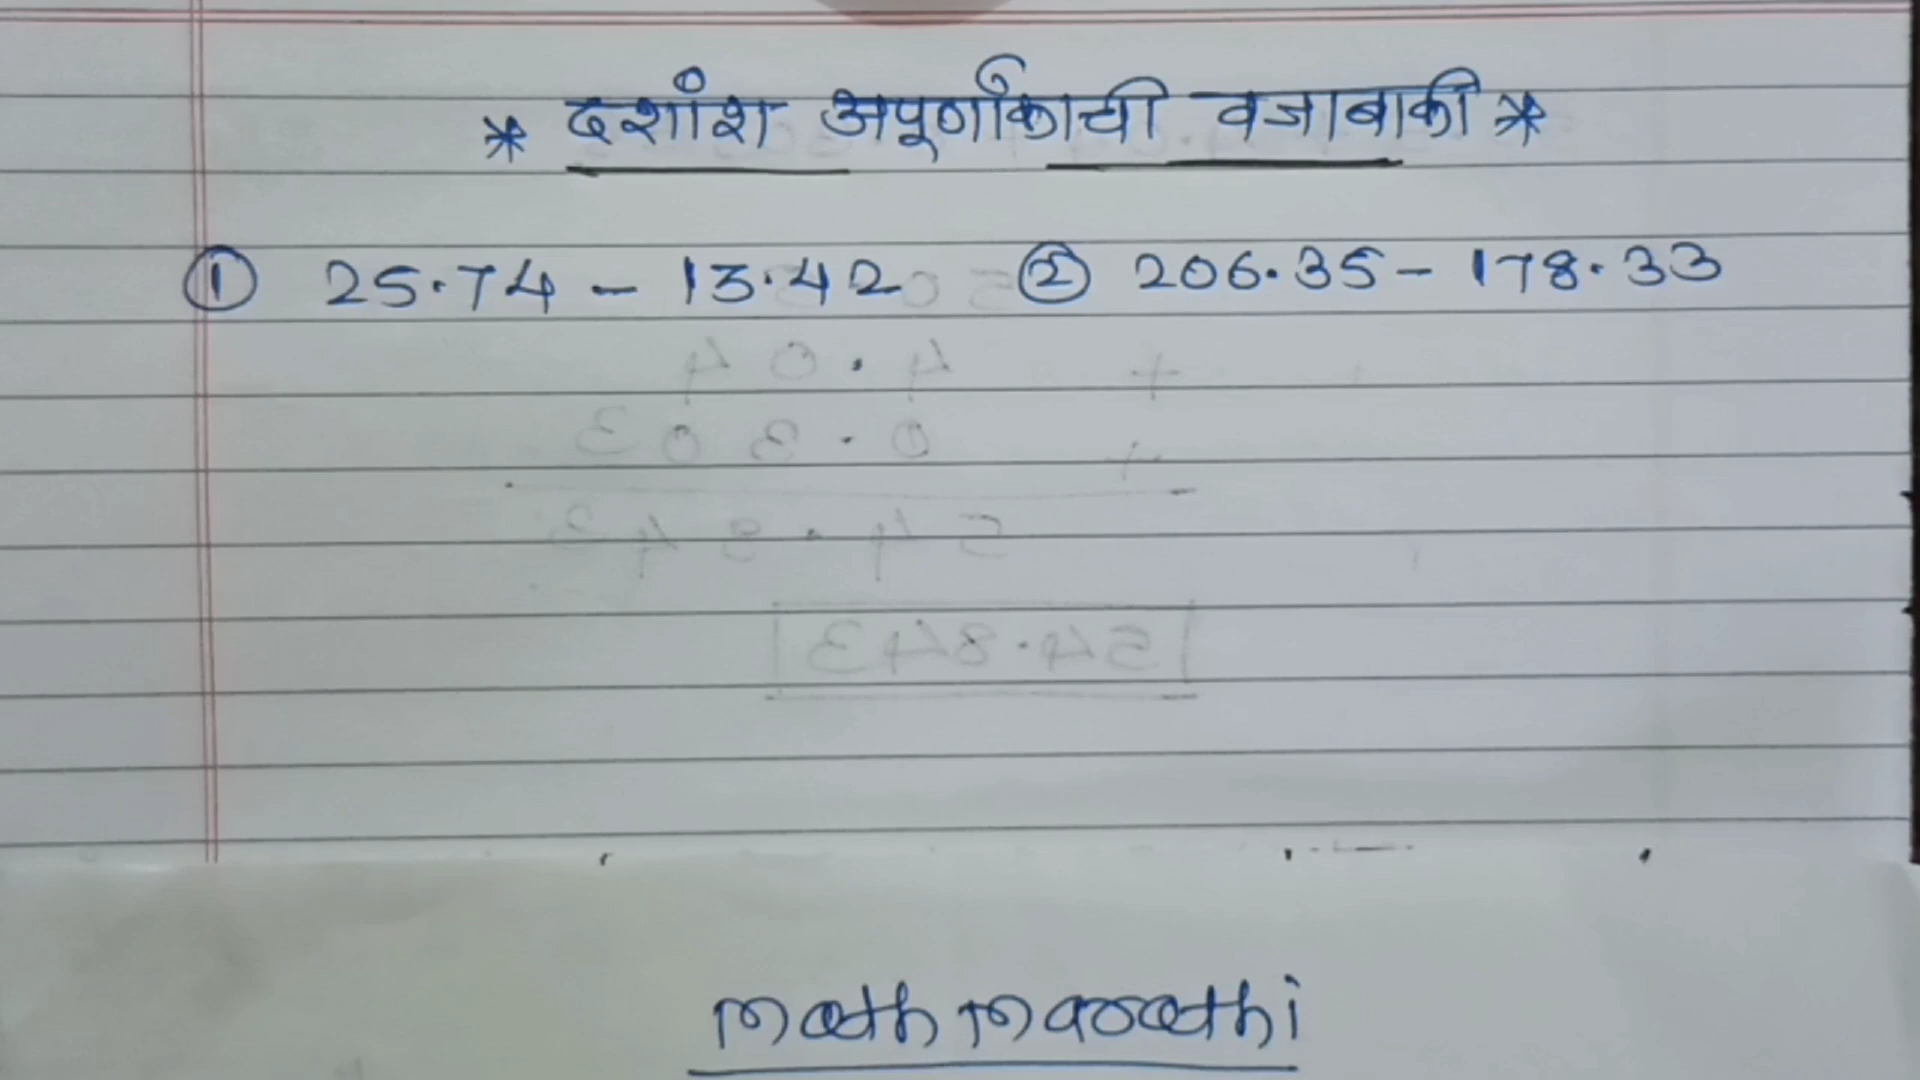 * दशांश अपूर्णांकाची वजाबाकी *
① 25.74 - 13.42 ② 206.35 - 178.33
math marathi